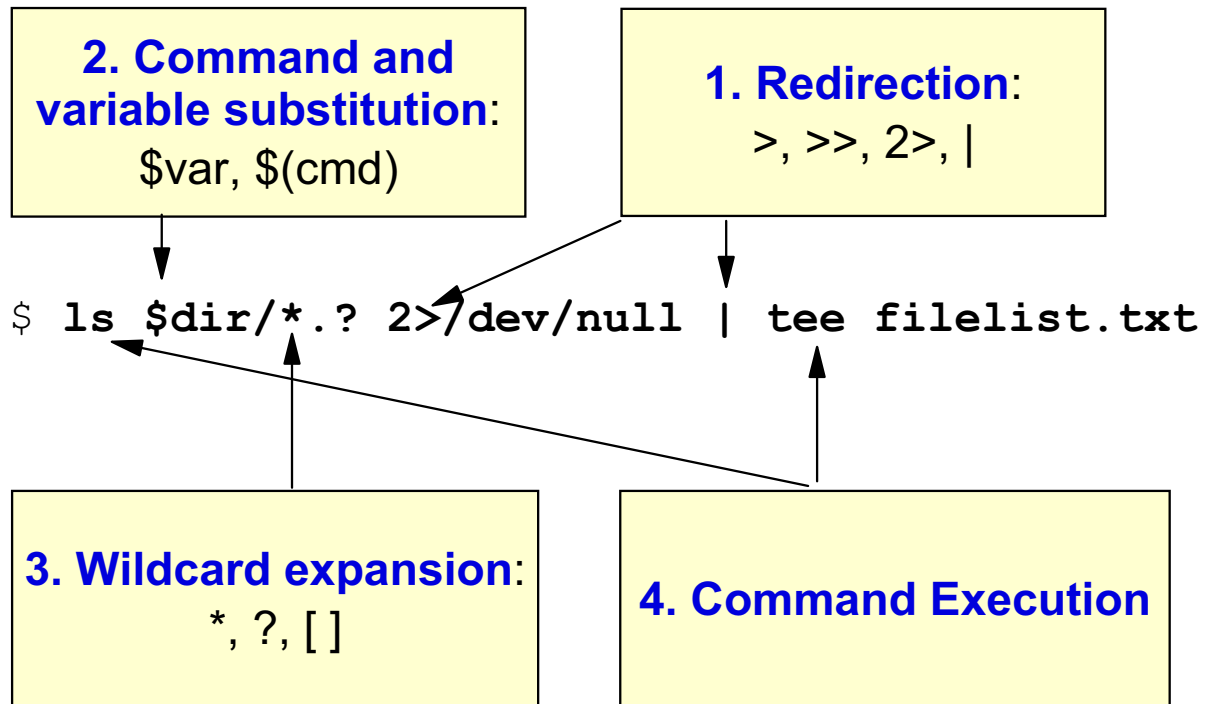 2. Command and
variable substitution:
$var, $(cmd)
1. Redirection:
>, >>, 2>, |
$ ls $dir/*.? 2>/dev/null | tee filelist.txt
3. Wildcard expansion:
*, ?, [ ]
4. Command Execution